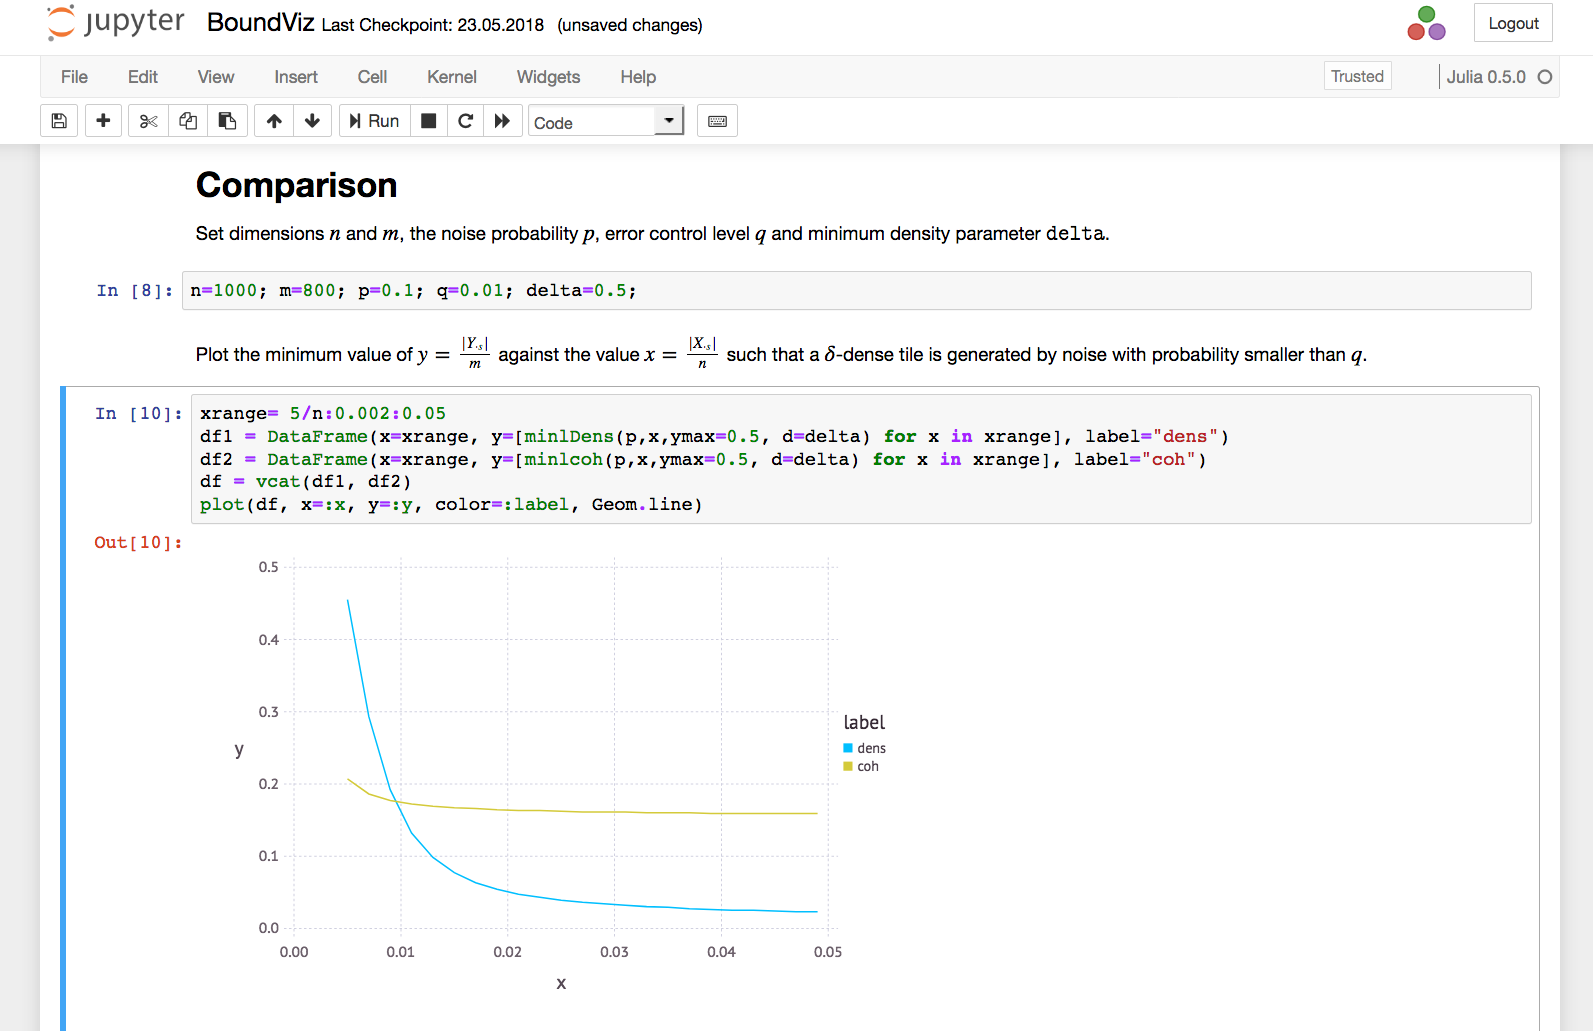 jupyter BoundViz Last Checkpoint: 23.05.2018 (unsaved changes) Logout
File Edit View Insert Cell Kernel Widgets Help Trusted Julia 0.5.0
Run Code
Comparison
Set dimensions n and m, the noise probability p, error control level q and minimum density parameter delta.
In [8]: n=1000; m=800; p=0.1; q=0.01; delta=0.5;
Plot the minimum value of y = |Y·s|/m against the value x = |X·s|/n such that a δ-dense tile is generated by noise with probability smaller than q.
In [10]: xrange= 5/n:0.002:0.05
df1 = DataFrame(x=xrange, y=[minlDens(p,x,ymax=0.5, d=delta) for x in xrange], label="dens")
df2 = DataFrame(x=xrange, y=[minlcoh(p,x,ymax=0.5, d=delta) for x in xrange], label="coh")
df = vcat(df1, df2)
plot(df, x=:x, y=:y, color=:label, Geom.line)
Out[10]:
0.5
0.4
0.3
0.2
0.1
0.0
y
0.00 0.01 0.02 0.03 0.04 0.05
x
label
dens
coh